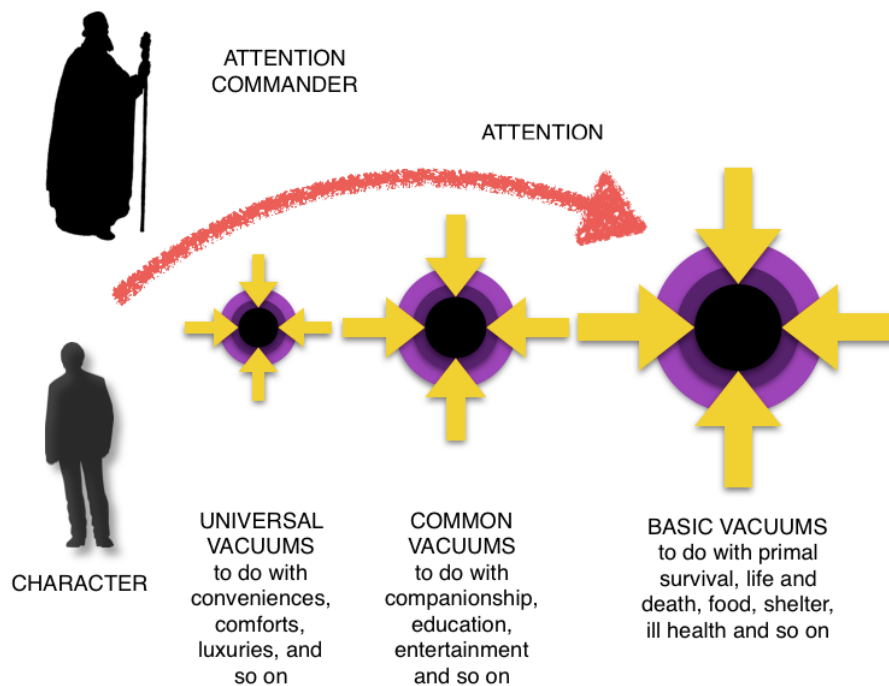 ATTENTION
COMMANDER
ATTENTION
CHARACTER
UNIVERSAL
VACUUMS
to do with
conveniences,
comforts,
luxuries, and
so on
COMMON
VACUUMS
to do with
companionship,
education,
entertainment
and so on
BASIC VACUUMS
to do with primal
survival, life and
death, food, shelter,
ill health and so on